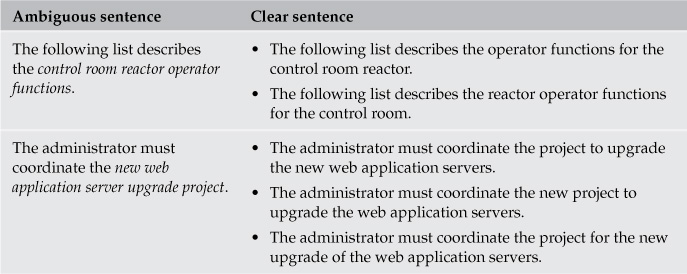 Ambiguous sentence
Clear sentence
The following list describes
the control room reactor operator
functions.
• The following list describes the operator functions for the
control room reactor.
• The following list describes the reactor operator functions
for the control room.
The administrator must
coordinate the new web
application server upgrade project.
• The administrator must coordinate the project to upgrade
the new web application servers.
• The administrator must coordinate the new project to
upgrade the web application servers.
• The administrator must coordinate the project for the new
upgrade of the web application servers.